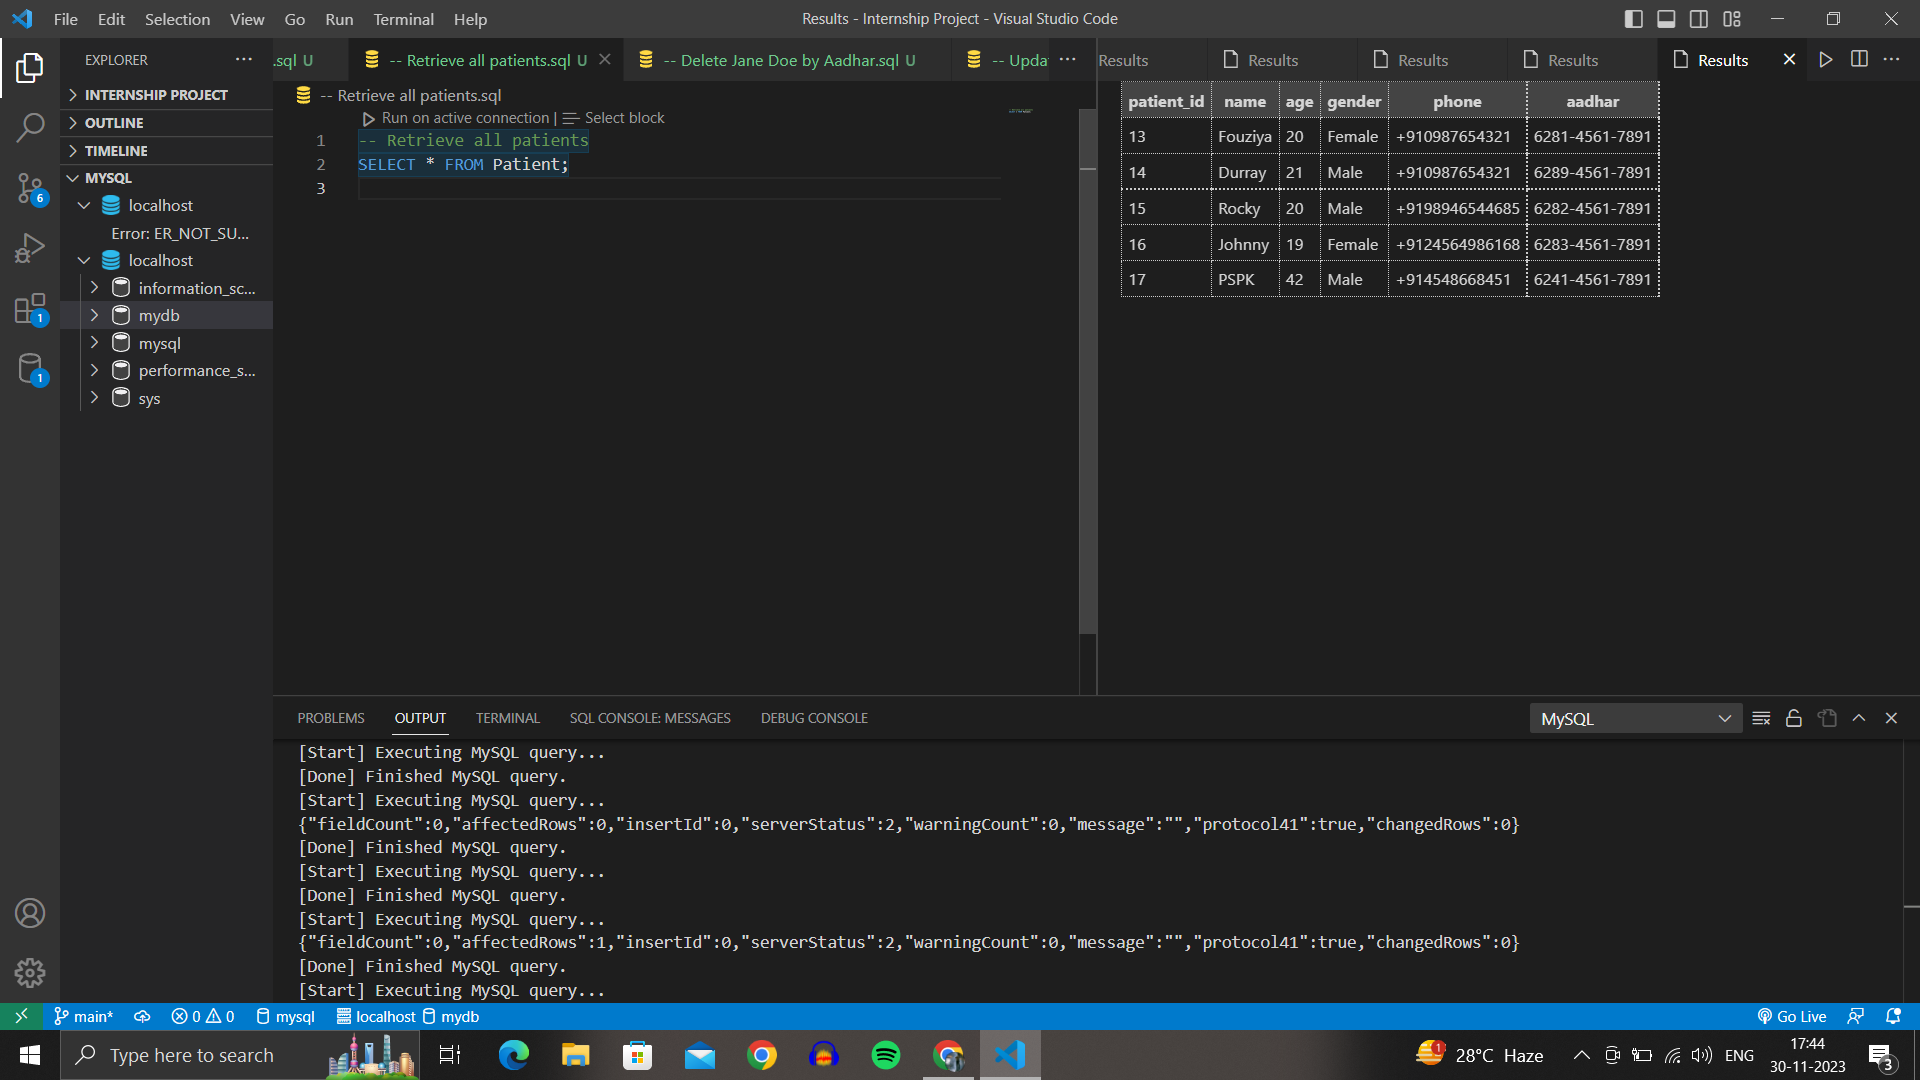 File Edit Selection View Go Run Terminal Help
Results - Internship Project - Visual Studio Code
EXPLORER ...
INTERNSHIP PROJECT
OUTLINE
TIMELINE
MYSQL
localhost
Error: ER_NOT_SU...
localhost
information_sc...
mydb
mysql
performance_s...
sys
6
1
1
.sql U
-- Retrieve all patients.sql U
-- Delete Jane Doe by Aadhar.sql U
-- Upda
-- Retrieve all patients.sql
Run on active connection | Select block
1 -- Retrieve all patients
2 SELECT * FROM Patient;
3
Results Results Results Results Results
patient_id name age gender phone aadhar
13 Fouziya 20 Female +910987654321 6281-4561-7891
14 Durray 21 Male +910987654321 6289-4561-7891
15 Rocky 20 Male +9198946544685 6282-4561-7891
16 Johnny 19 Female +9124564986168 6283-4561-7891
17 PSPK 42 Male +914548668451 6241-4561-7891
PROBLEMS OUTPUT TERMINAL SQL CONSOLE: MESSAGES DEBUG CONSOLE
MySQL
[Start] Executing MySQL query...
[Done] Finished MySQL query.
[Start] Executing MySQL query...
{"fieldCount":0,"affectedRows":0,"insertId":0,"serverStatus":2,"warningCount":0,"message":"","protocol41":true,"changedRows":0}
[Done] Finished MySQL query.
[Start] Executing MySQL query...
[Done] Finished MySQL query.
[Start] Executing MySQL query...
{"fieldCount":0,"affectedRows":1,"insertId":0,"serverStatus":2,"warningCount":0,"message":"","protocol41":true,"changedRows":0}
[Done] Finished MySQL query.
[Start] Executing MySQL query...
main* 0 0 mysql localhost mydb
Go Live
Type here to search
1
28°C Haze
ENG
17:44
30-11-2023
3